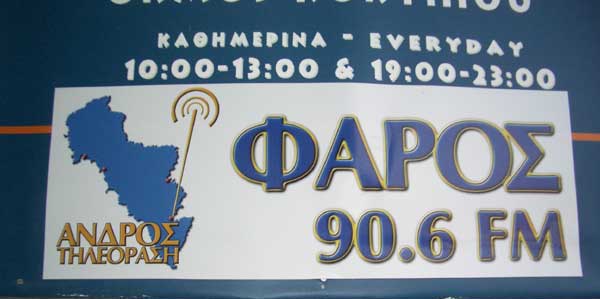 ΚΑΘΗΜΕΡΙΝΑ - EVERYDAY
10:00-13:00 & 19:00-23:00
ΦΑΡΟΣ
90.6 FM
ΑΝΔΡΟΣ
ΤΗΛΕΟΡΑΣΗ